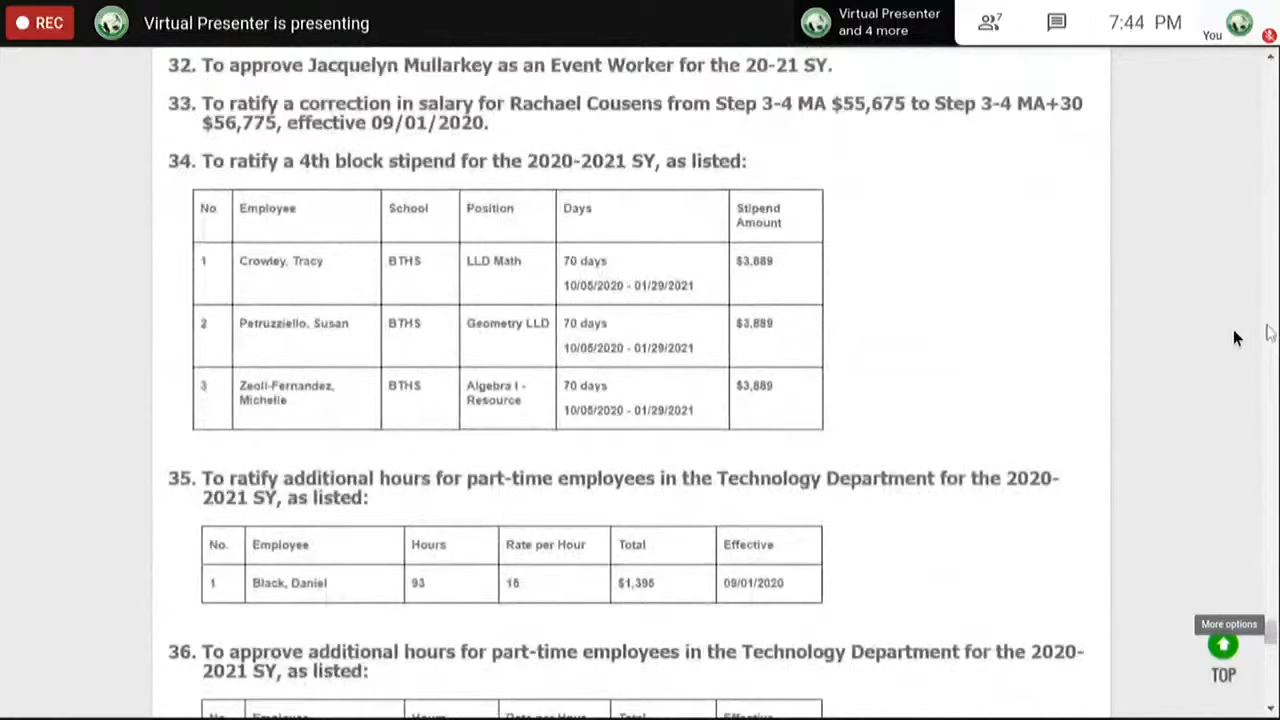 REC
Virtual Presenter is presenting
Virtual Presenter
and 4 more
7
7:44 PM
You
32. To approve Jacquelyn Mullarkey as an Event Worker for the 20-21 SY.
33. To ratify a correction in salary for Rachael Cousens from Step 3-4 MA $55,675 to Step 3-4 MA+30
$56,775, effective 09/01/2020.
34. To ratify a 4th block stipend for the 2020-2021 SY, as listed:
No Employee School Position Days Stipend
Amount
1 Crowley, Tracy BTHS LLD Math 70 days $3,889
10/05/2020 - 01/29/2021
2 Petruzziello, Susan BTHS Geometry LLD 70 days $3,889
10/05/2020 - 01/29/2021
3 Zeoli-Fernandez, BTHS Algebra I - 70 days $3,889
Michelle Resource
10/05/2020 - 01/29/2021
35. To ratify additional hours for part-time employees in the Technology Department for the 2020-
2021 SY, as listed:
No. Employee Hours Rate per Hour Total Effective
1 Black, Daniel 93 15 $1,395 09/01/2020
More options
TOP
36. To approve additional hours for part-time employees in the Technology Department for the 2020-
2021 SY, as listed:
No Employee Hours Rate per Hour Total Effective